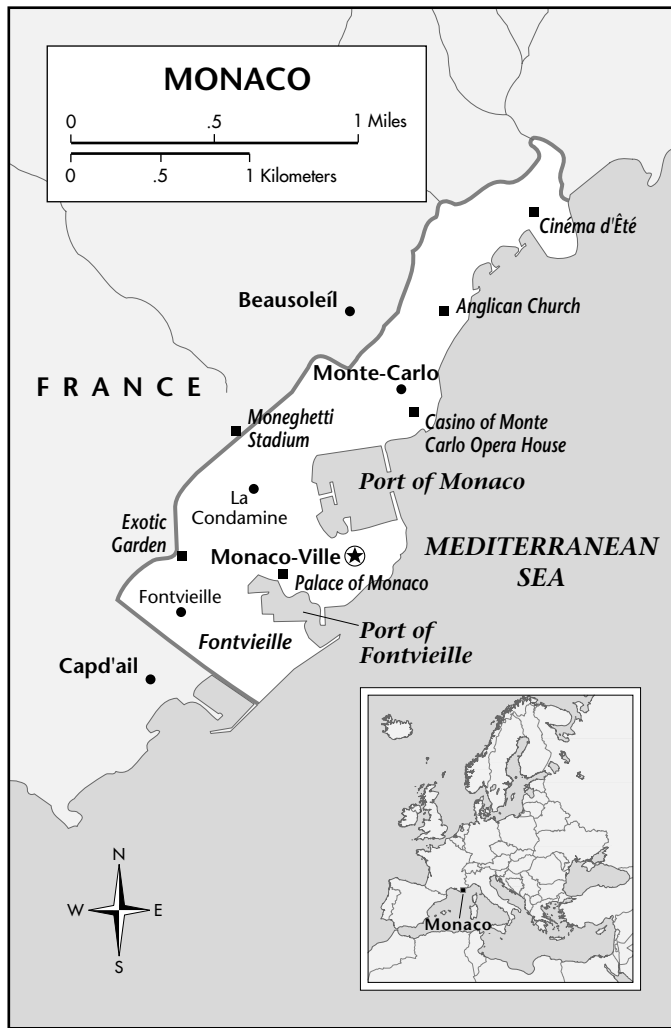 MONACO
0 .5 1 Miles
0 .5 1 Kilometers
Cinéma d'Été
Beausoleíl
Anglican Church
FRANCE
Monte-Carlo
Moneghetti
Stadium
Casino of Monte
Carlo Opera House
Port of Monaco
La
Condamine
Exotic
Garden
Monaco-Ville
MEDITERRANEAN
SEA
Palace of Monaco
Fontvieille
Fontvieille
Port of
Fontvieille
Capd'ail
N
W E
S
Monaco